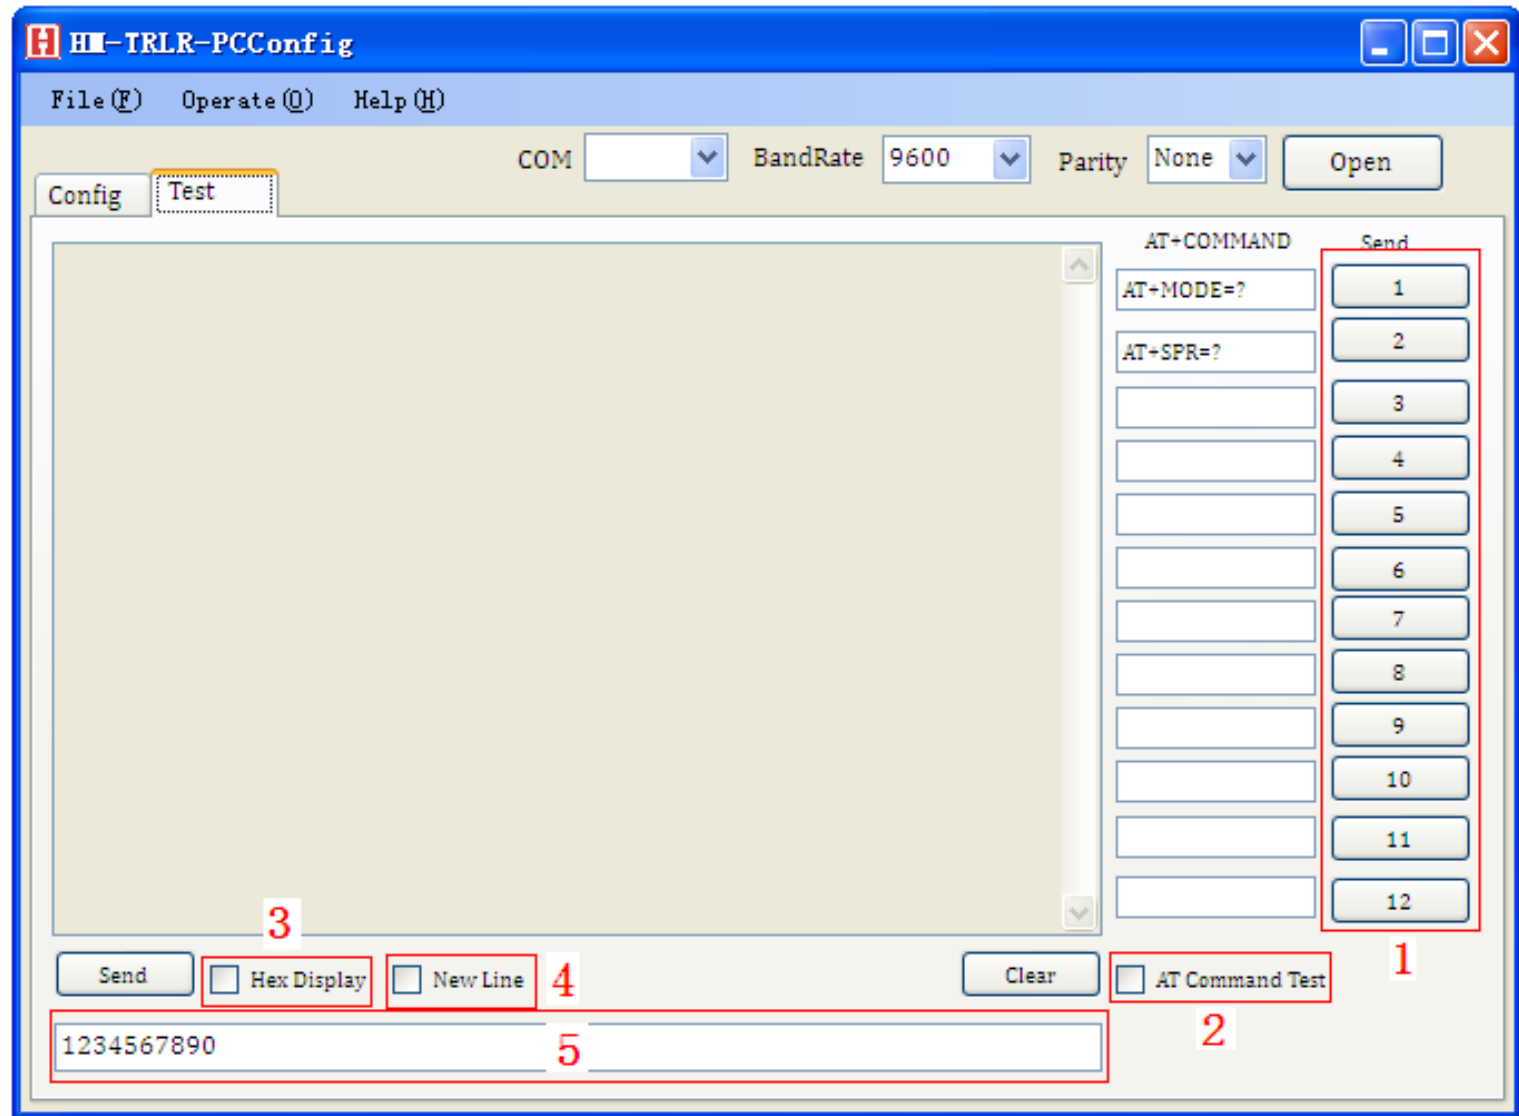 HM-TRLR-PCConfig
File(F) Operate(O) Help(H)
COM BandRate 9600 Parity None Open
Config Test
AT+COMMAND Send
AT+MODE=? 1
AT+SPR=? 2
3
4
5
6
7
8
9
10
11
12
3 1
Send Hex Display New Line 4 Clear AT Command Test
2
1234567890 5